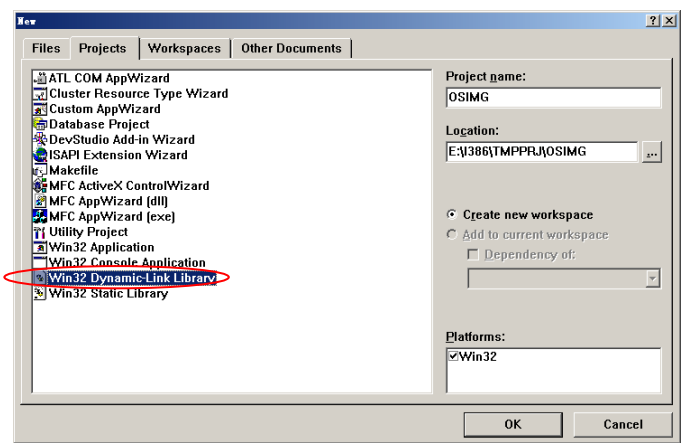 New
Files Projects Workspaces Other Documents
ATL COM AppWizard
Cluster Resource Type Wizard
Custom AppWizard
Database Project
DevStudio Add-in Wizard
ISAPI Extension Wizard
Makefile
MFC ActiveX ControlWizard
MFC AppWizard (dll)
MFC AppWizard (exe)
Utility Project
Win32 Application
Win32 Console Application
Win32 Dynamic-Link Library
Win32 Static Library
Project name:
OSIMG
Location:
E:\I386\TMPPRJ\OSIMG ...
Create new workspace
Add to current workspace
Dependency of:
Platforms:
Win32
OK Cancel